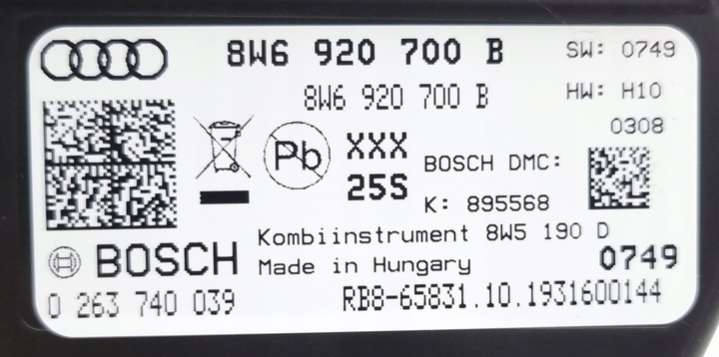 8W6 920 700 B SW: 0749
8W6 920 700 B HW: H10
0308
Pb XXX BOSCH DMC:
25S K: 895568
Kombiinstrument 8W5 190 D
BOSCH Made in Hungary 0749
0 263 740 039 RB8-65831.10.1931600144